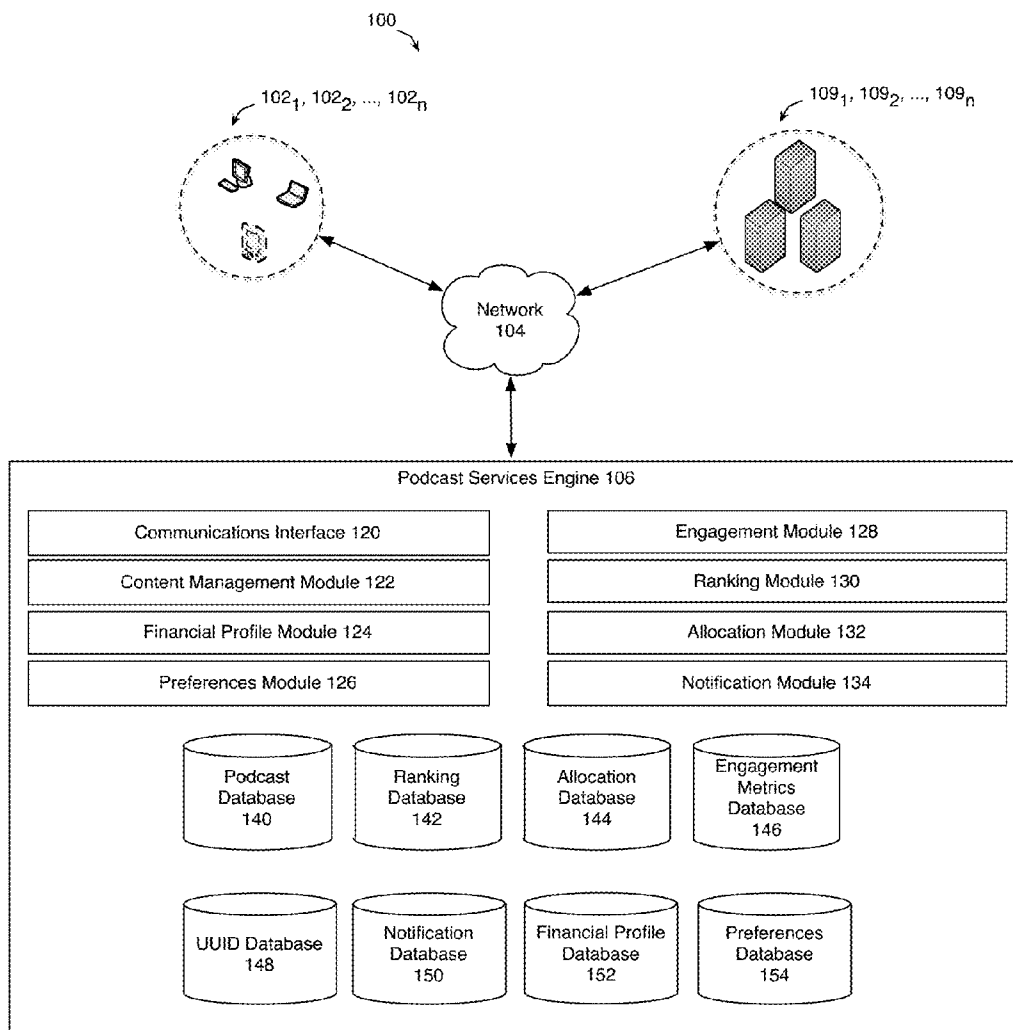 100
102₁, 102₂, ..., 102ₙ
109₁, 109₂, ..., 109ₙ
Network
104
Podcast Services Engine 106
Communications Interface 120
Content Management Module 122
Financial Profile Module 124
Preferences Module 126
Engagement Module 128
Ranking Module 130
Allocation Module 132
Notification Module 134
Podcast
Database
140
Ranking
Database
142
Allocation
Database
144
Engagement
Metrics
Database
146
UUID Database
148
Notification
Database
150
Financial Profile
Database
152
Preferences
Database
154